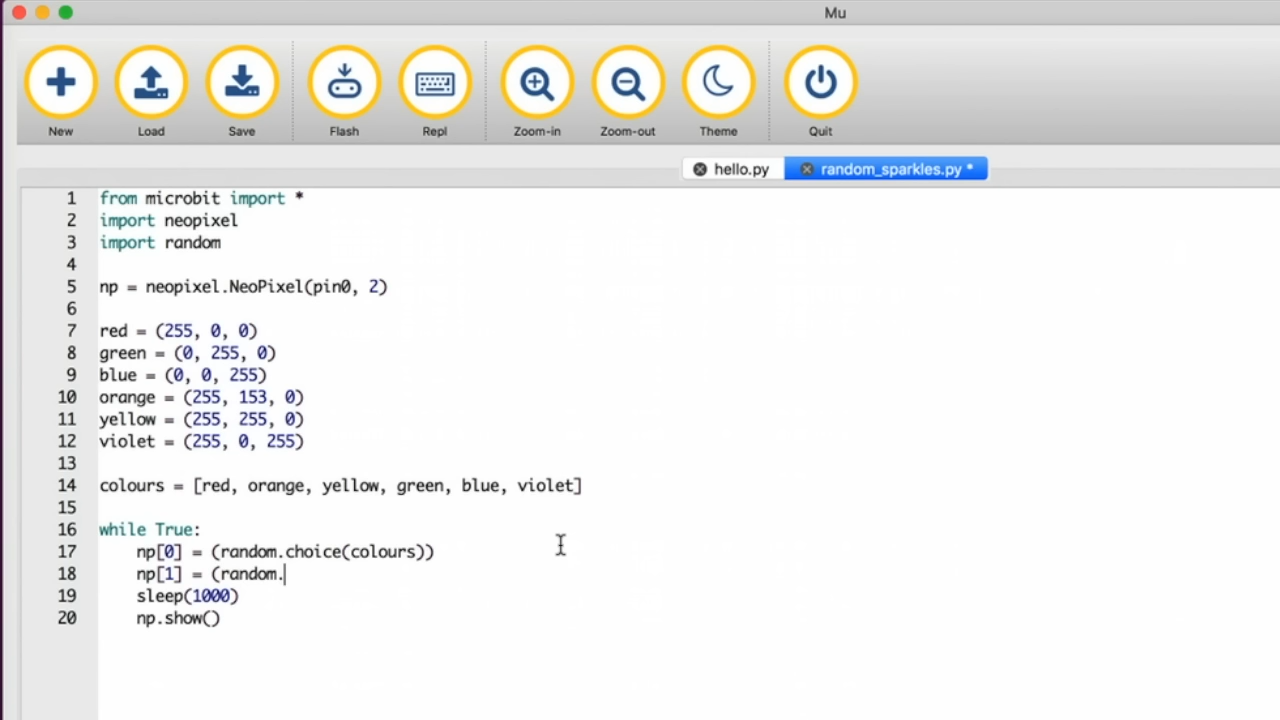 Mu
New Load Save Flash Repl Zoom-in Zoom-out Theme Quit
hello.py random_sparkles.py *
1 from microbit import *
2 import neopixel
3 import random
4
5 np = neopixel.NeoPixel(pin0, 2)
6
7 red = (255, 0, 0)
8 green = (0, 255, 0)
9 blue = (0, 0, 255)
10 orange = (255, 153, 0)
11 yellow = (255, 255, 0)
12 violet = (255, 0, 255)
13
14 colours = [red, orange, yellow, green, blue, violet]
15
16 while True:
17     np[0] = (random.choice(colours))
18     np[1] = (random.
19     sleep(1000)
20     np.show()